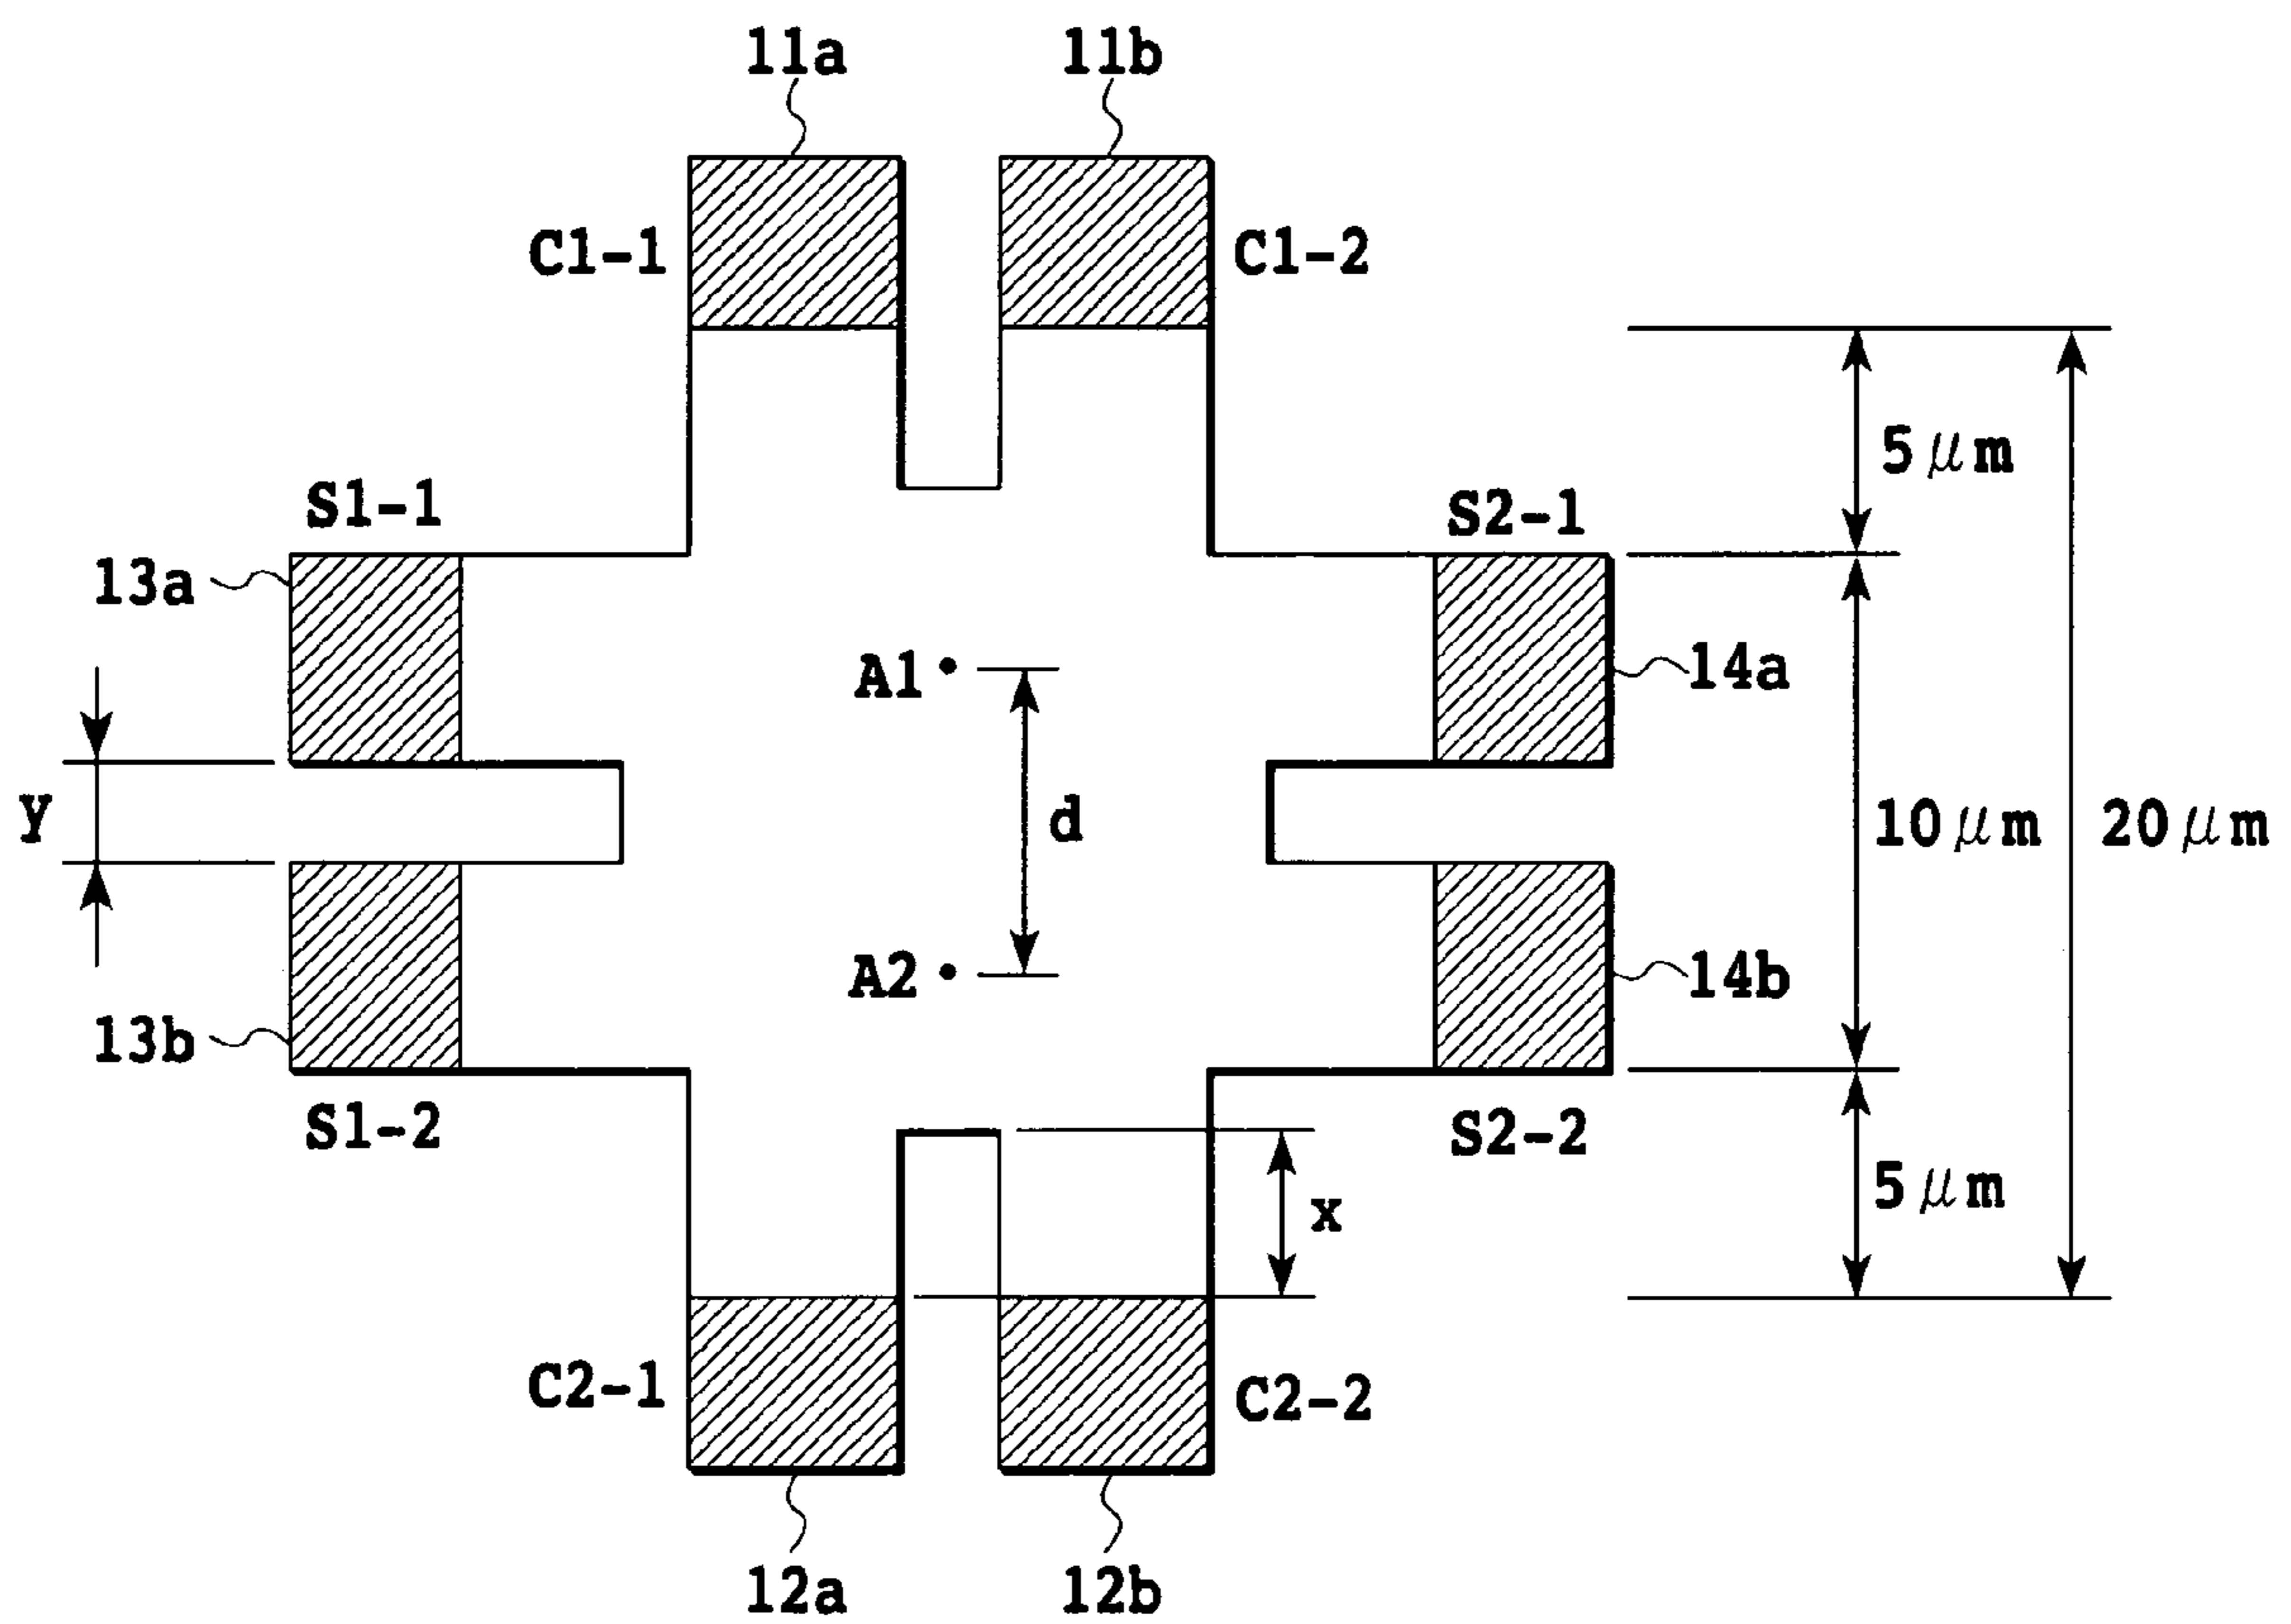 11a 11b
C1-1 C1-2
5μm
S1-1 S2-1
13a
A1 14a
y d 10μm 20μm
A2 14b
13b
S1-2 S2-2
x 5μm
C2-1 C2-2
12a 12b